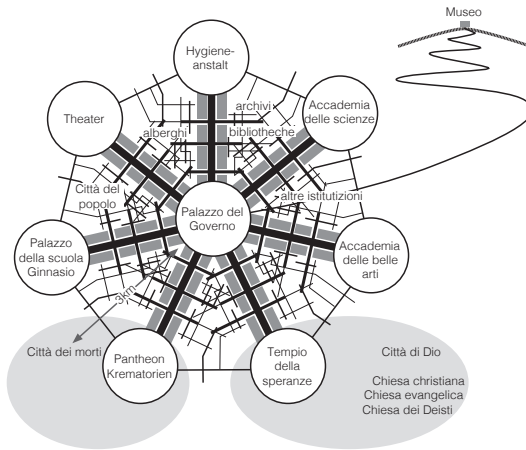 Museo
Hygiene-
anstalt
archivi
Accademia
delle scienze
Theater
alberghi
bibliotheche
Città del
popolo
altre istitutizioni
Palazzo del
Governo
Palazzo
della scuola
Ginnasio
Accademia
delle belle
arti
3km
Città dei morti
Pantheon
Krematorien
Tempio
della
speranze
Città di Dio
Chiesa christiana
Chiesa evangelica
Chiesa dei Deisti